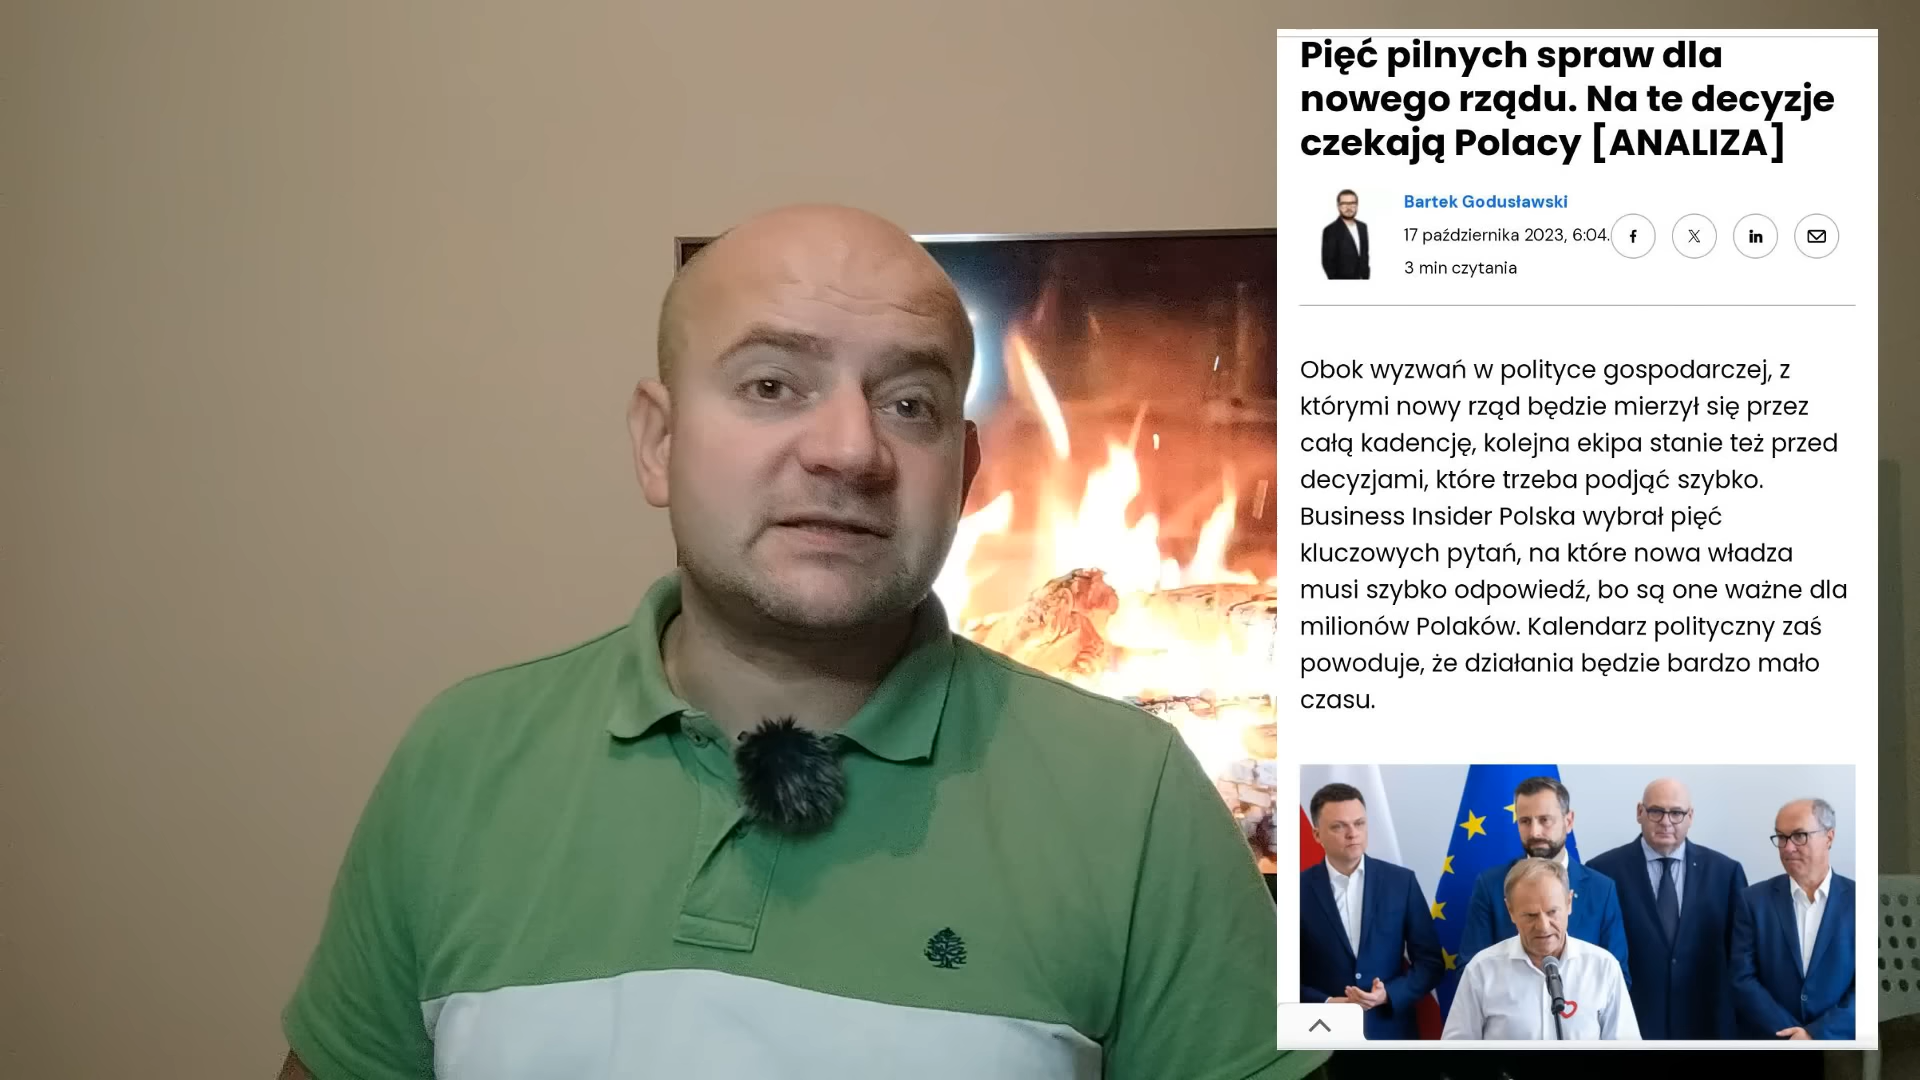 Pięć pilnych spraw dla
nowego rządu. Na te decyzje
czekają Polacy [ANALIZA]
Bartek Godusławski
17 października 2023, 6:04.
3 min czytania
Obok wyzwań w polityce gospodarczej, z
którymi nowy rząd będzie mierzył się przez
całą kadencję, kolejna ekipa stanie też przed
decyzjami, które trzeba podjąć szybko.
Business Insider Polska wybrał pięć
kluczowych pytań, na które nowa władza
musi szybko odpowiedź, bo są one ważne dla
milionów Polaków. Kalendarz polityczny zaś
powoduje, że działania będzie bardzo mało
czasu.